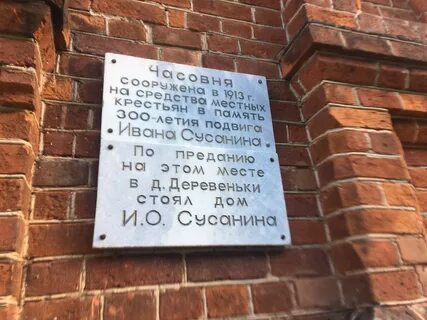 Часовня
сооружена в 1913 г.
на средства местных
крестьян в память
300-летия подвига
Ивана Сусанина
По преданию
на этом месте
в д. Деревеньки
стоял дом
И.О. Сусанина